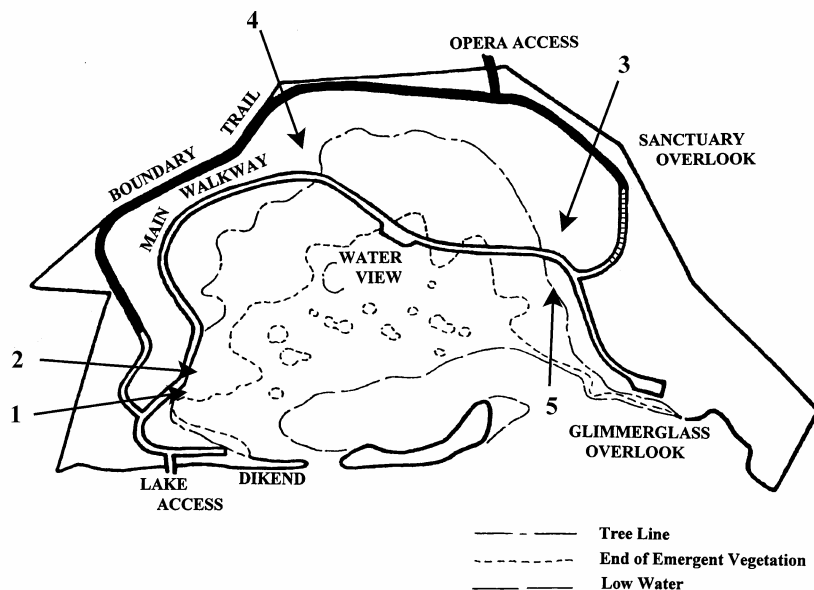 4
OPERA ACCESS
3
SANCTUARY
OVERLOOK
BOUNDARY TRAIL
MAIN WALKWAY
WATER
VIEW
2
1
5
GLIMMERGLASS
OVERLOOK
LAKE
ACCESS
DIKEND
Tree Line
End of Emergent Vegetation
Low Water